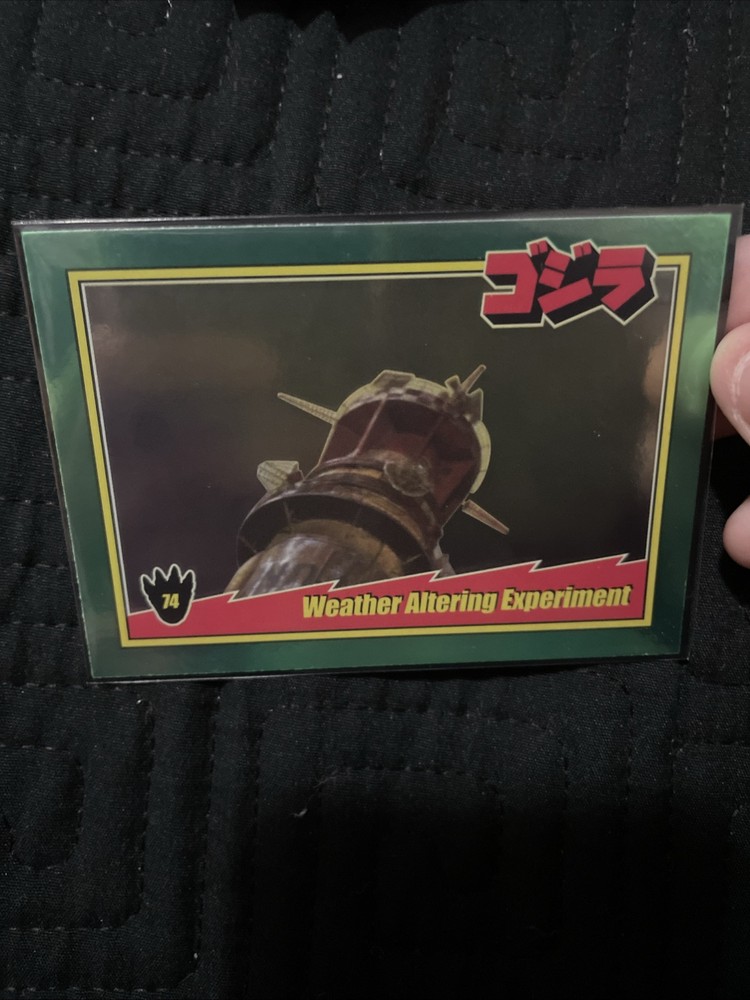 ゴジラ
74
Weather Altering Experiment